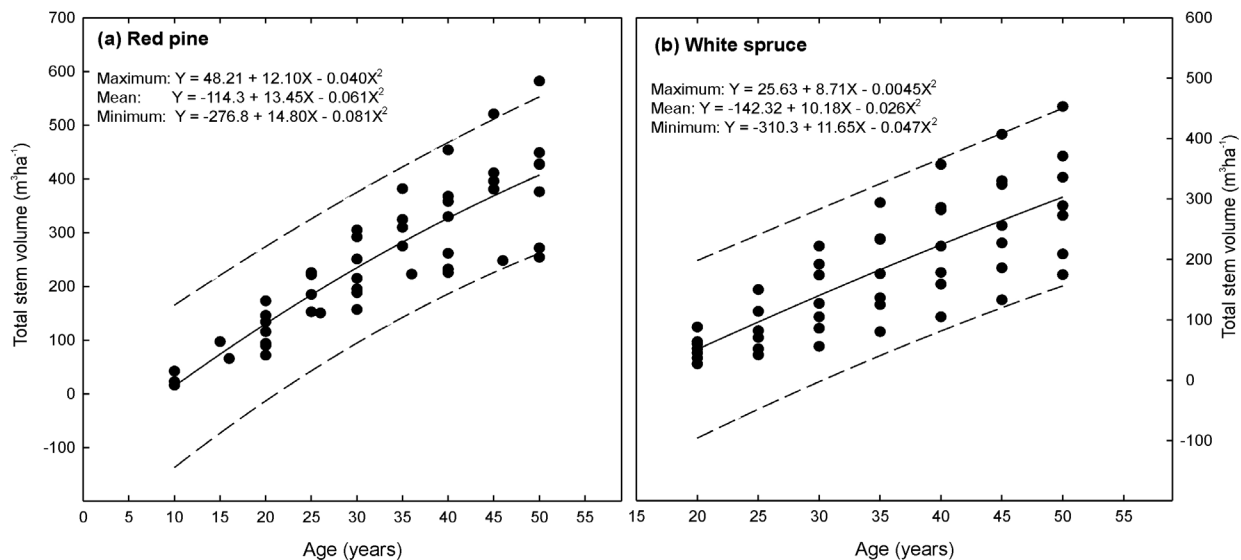 (a) Red pine
Maximum: Y = 48.21 + 12.10X - 0.040X²
Mean: Y = -114.3 + 13.45X - 0.061X²
Minimum: Y = -276.8 + 14.80X - 0.081X²
Total stem volume (m³ha⁻¹)
700
600
500
400
300
200
100
0
-100
0 5 10 15 20 25 30 35 40 45 50 55
Age (years)
(b) White spruce
Maximum: Y = 25.63 + 8.71X - 0.0045X²
Mean: Y = -142.32 + 10.18X - 0.026X²
Minimum: Y = -310.3 + 11.65X - 0.047X²
600
500
400
300
200
100
0
-100
Total stem volume (m³ha⁻¹)
15 20 25 30 35 40 45 50 55
Age (years)